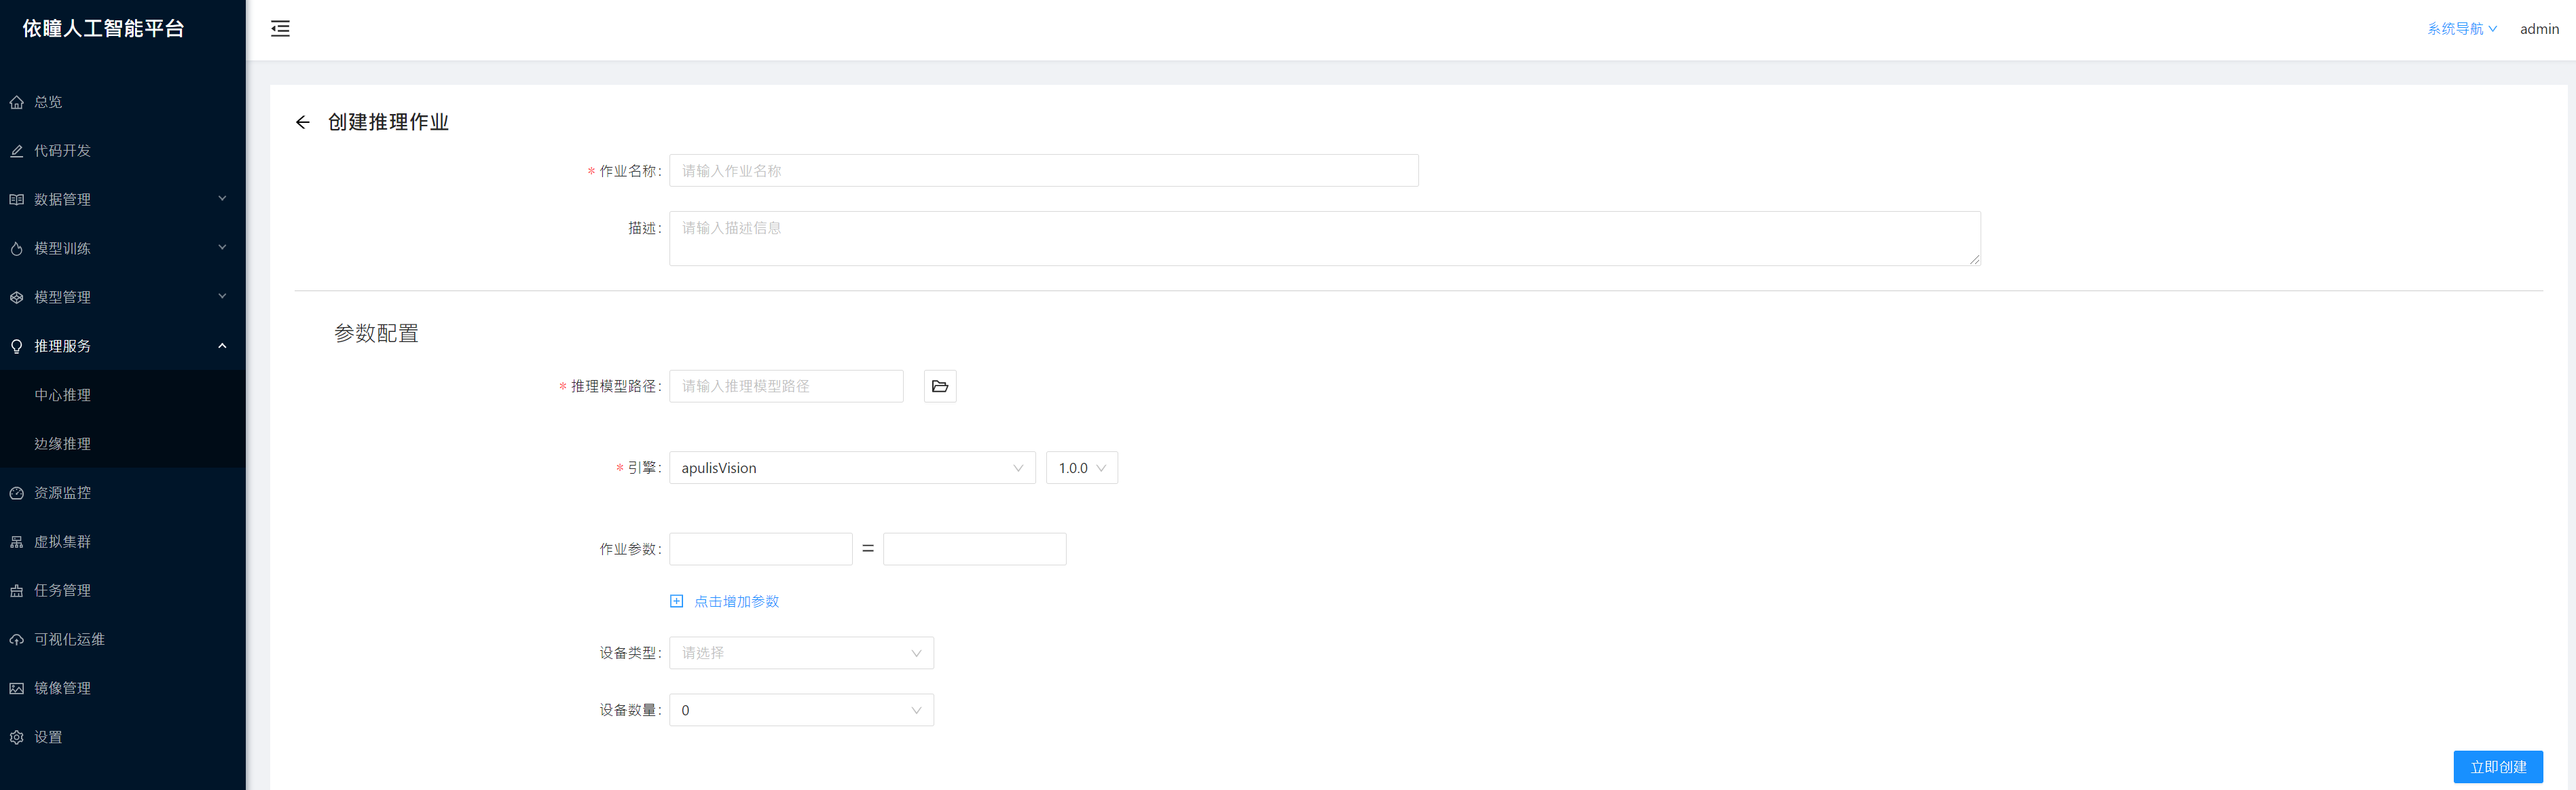 依瞳人工智能平台
系统导航
admin
总览
代码开发
数据管理
模型训练
模型管理
推理服务
中心推理
边缘推理
资源监控
虚拟集群
任务管理
可视化运维
镜像管理
设置
创建推理作业
* 作业名称: 请输入作业名称
描述: 请输入描述信息
参数配置
* 推理模型路径: 请输入推理模型路径
* 引擎: apulisVision 1.0.0
作业参数: =
点击增加参数
设备类型: 请选择
设备数量: 0
立即创建